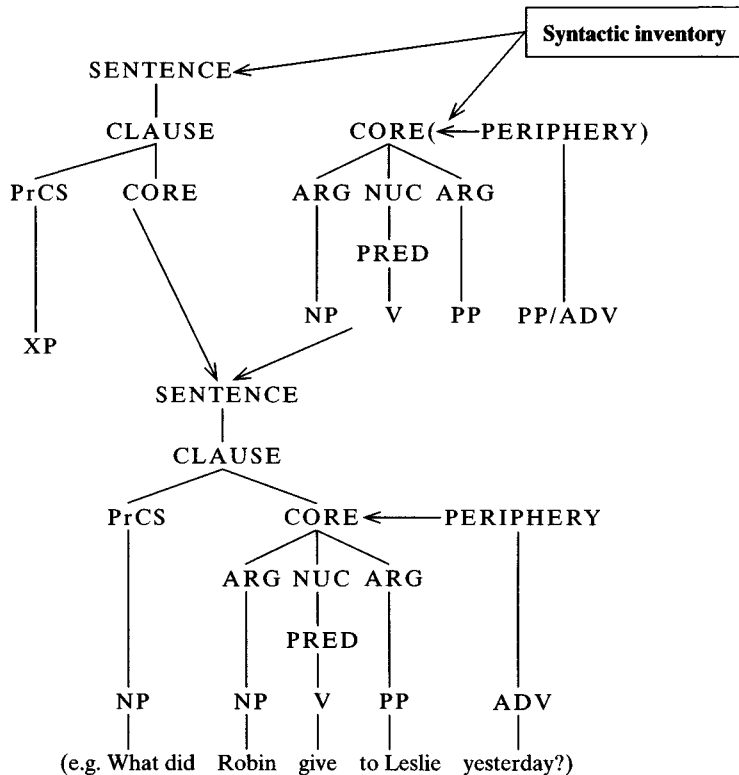 Syntactic inventory
SENTENCE
CLAUSE CORE( PERIPHERY)
PrCS CORE ARG NUC ARG
PRED
NP V PP PP/ADV
XP
SENTENCE
CLAUSE
PrCS CORE PERIPHERY
ARG NUC ARG
PRED
NP NP V PP ADV
(e.g. What did Robin give to Leslie yesterday?)